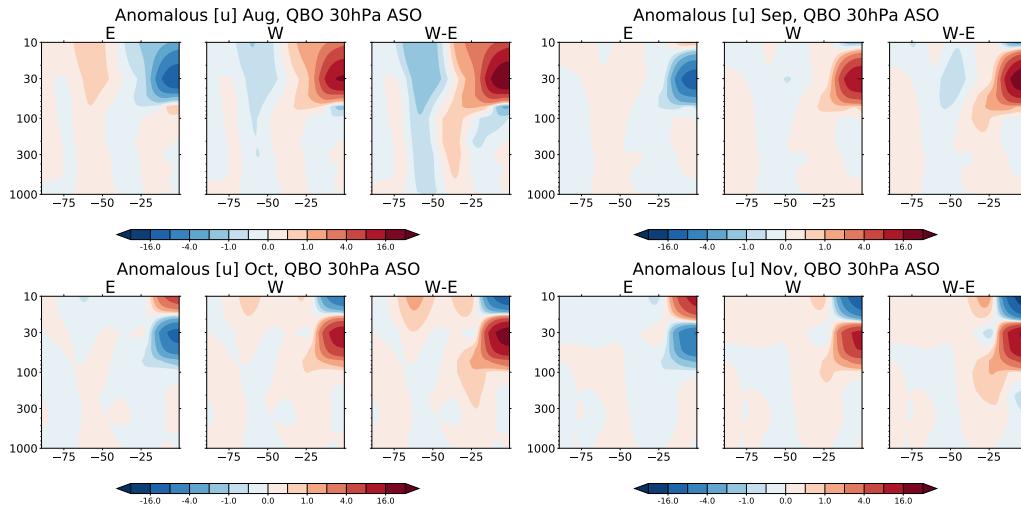 Anomalous [u] Aug, QBO 30hPa ASO
E W W-E
10
30
100
300
1000
−75 −50 −25 −75 −50 −25 −75 −50 −25
-16.0 -4.0 -1.0 0.0 1.0 4.0 16.0
Anomalous [u] Sep, QBO 30hPa ASO
E W W-E
10
30
100
300
1000
−75 −50 −25 −75 −50 −25 −75 −50 −25
-16.0 -4.0 -1.0 0.0 1.0 4.0 16.0
Anomalous [u] Oct, QBO 30hPa ASO
E W W-E
10
30
100
300
1000
−75 −50 −25 −75 −50 −25 −75 −50 −25
-16.0 -4.0 -1.0 0.0 1.0 4.0 16.0
Anomalous [u] Nov, QBO 30hPa ASO
E W W-E
10
30
100
300
1000
−75 −50 −25 −75 −50 −25 −75 −50 −25
-16.0 -4.0 -1.0 0.0 1.0 4.0 16.0